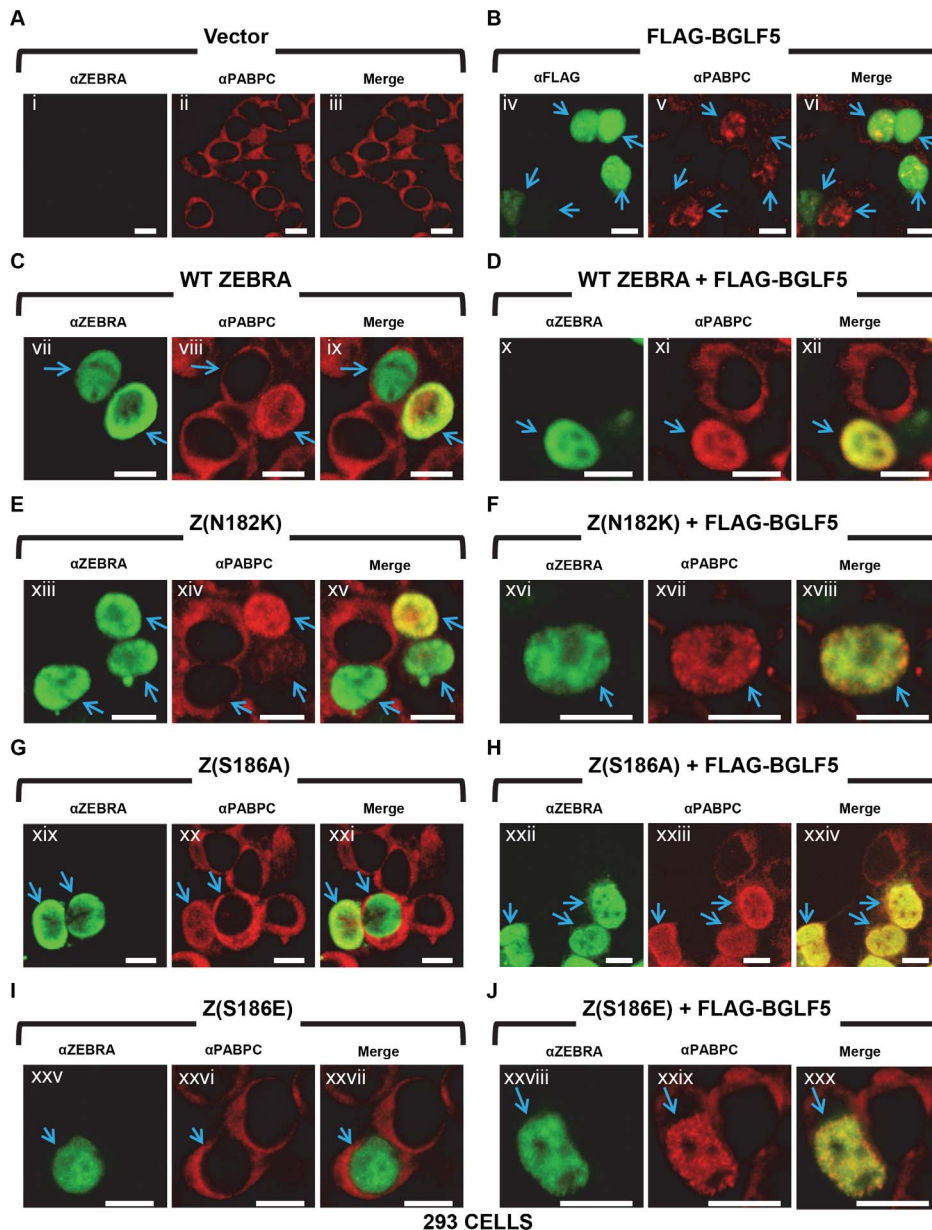 A
Vector
αZEBRA αPABPC Merge
i ii iii
B
FLAG-BGLF5
αFLAG αPABPC Merge
iv v vi
C
WT ZEBRA
αZEBRA αPABPC Merge
vii viii ix
D
WT ZEBRA + FLAG-BGLF5
αZEBRA αPABPC Merge
x xi xii
E
Z(N182K)
αZEBRA αPABPC Merge
xiii xiv xv
F
Z(N182K) + FLAG-BGLF5
αZEBRA αPABPC Merge
xvi xvii xviii
G
Z(S186A)
αZEBRA αPABPC Merge
xix xx xxi
H
Z(S186A) + FLAG-BGLF5
αZEBRA αPABPC Merge
xxii xxiii xxiv
I
Z(S186E)
αZEBRA αPABPC Merge
xxv xxvi xxvii
J
Z(S186E) + FLAG-BGLF5
αZEBRA αPABPC Merge
xxviii xxix xxx
293 CELLS